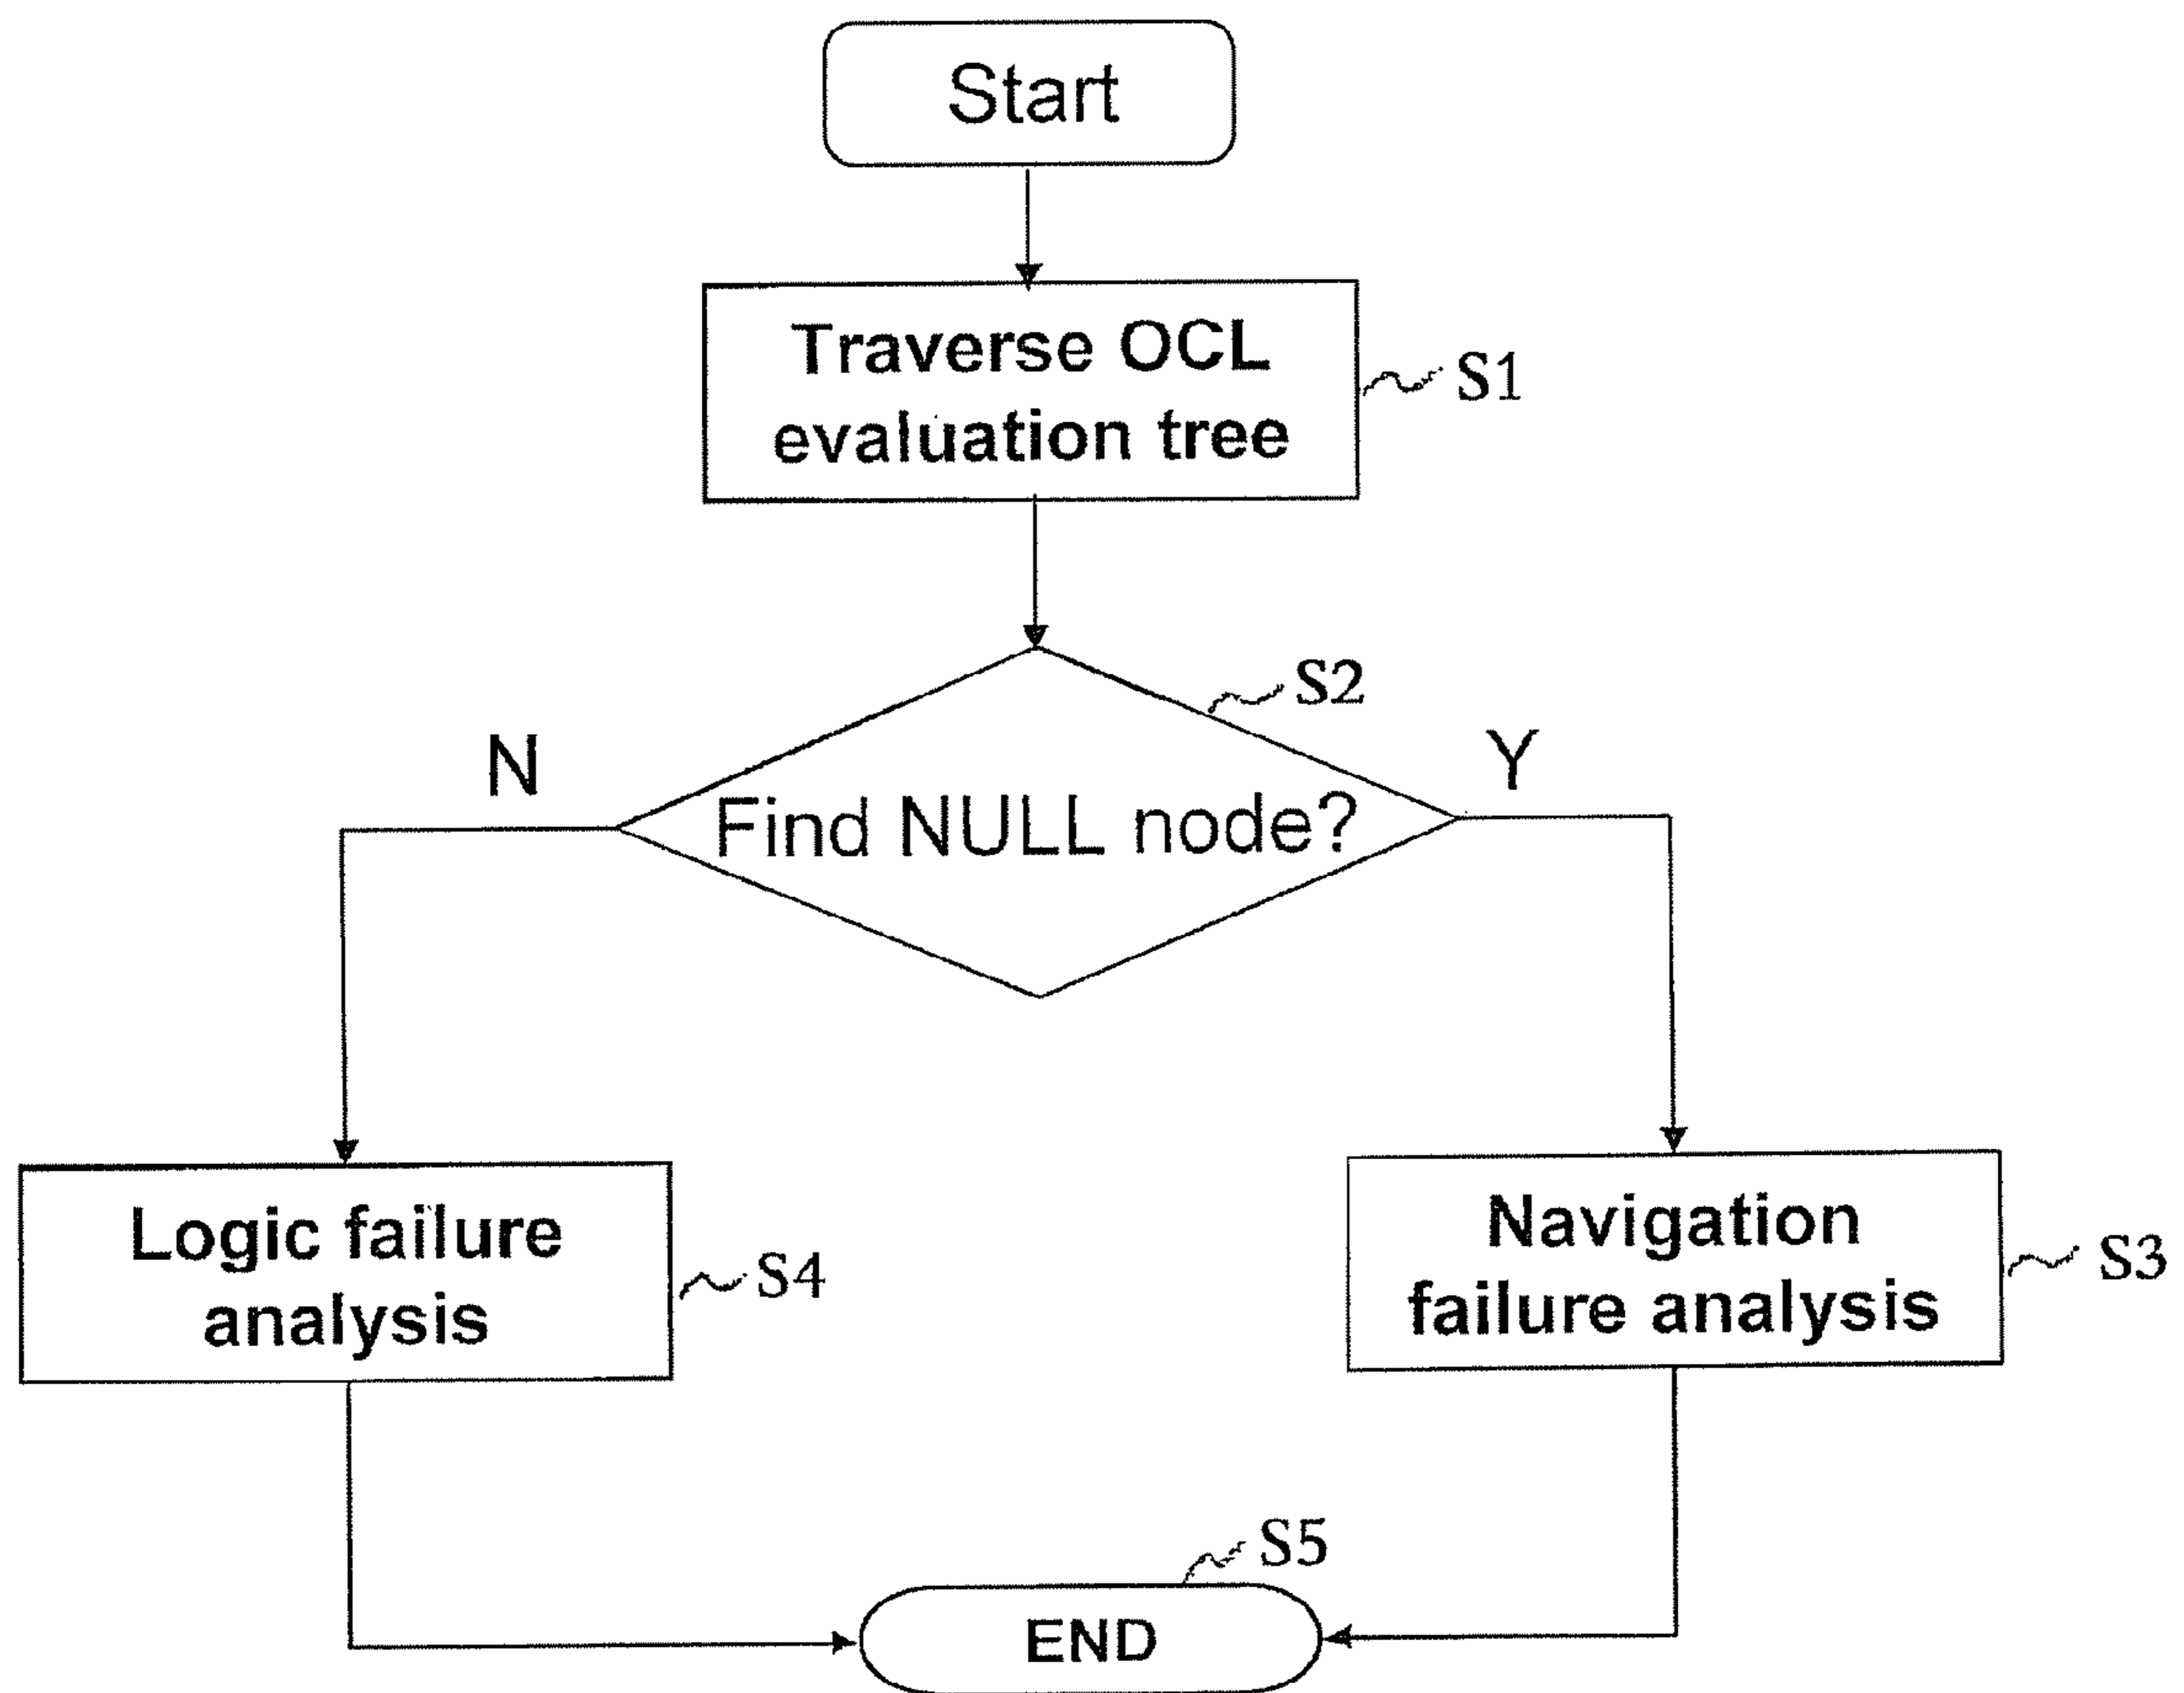 Start
Traverse OCL
evaluation tree
S1
S2
N
Y
Find NULL node?
Logic failure
analysis
S4
Navigation
failure analysis
S3
S5
END